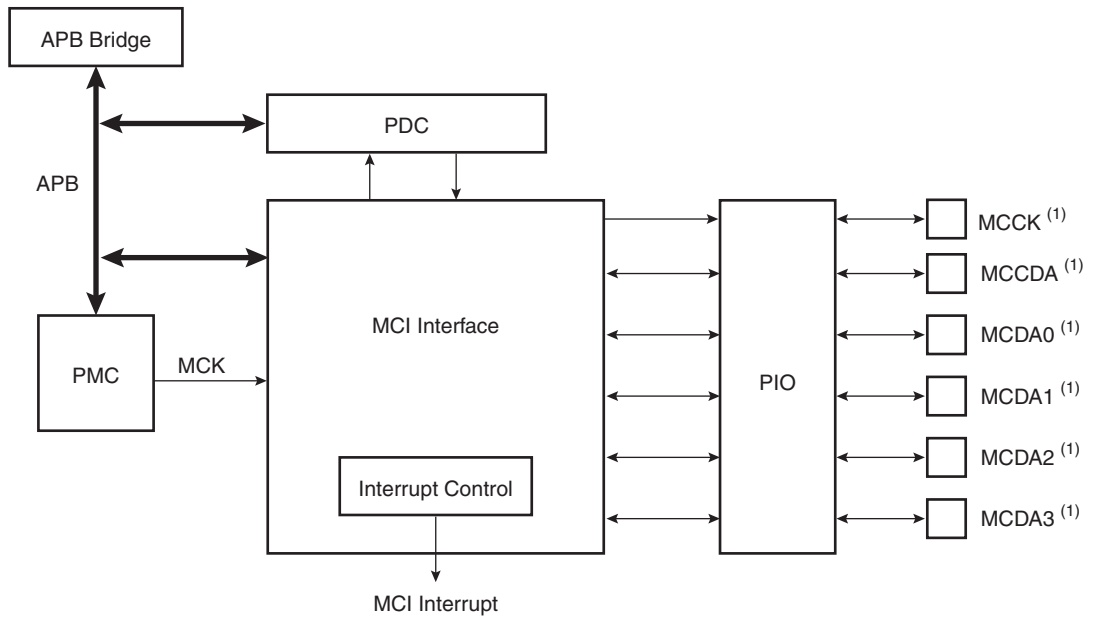 APB Bridge
PDC
APB
MCCK (1)
MCCDA (1)
MCI Interface
MCDA0 (1)
PMC
MCK
PIO
MCDA1 (1)
MCDA2 (1)
Interrupt Control
MCDA3 (1)
MCI Interrupt